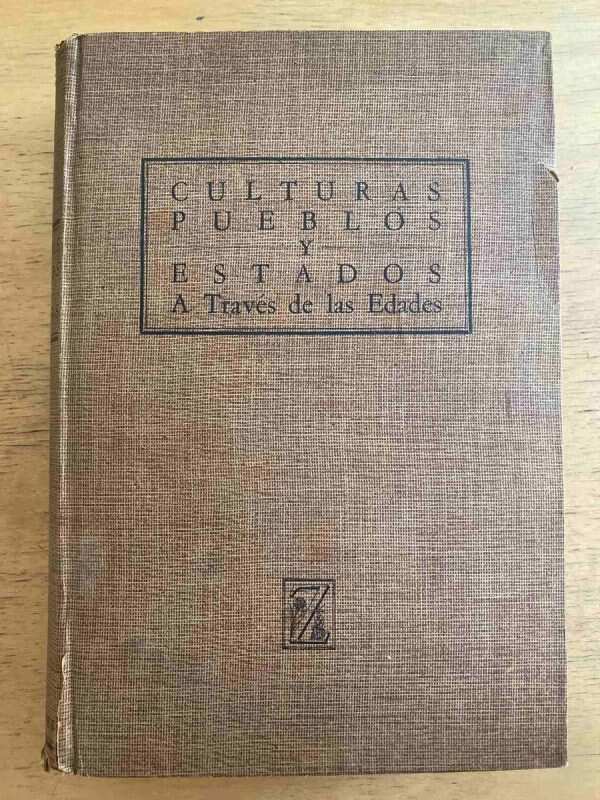 CULTURAS
PUEBLOS
Y
ESTADOS
A Través de las Edades
Z